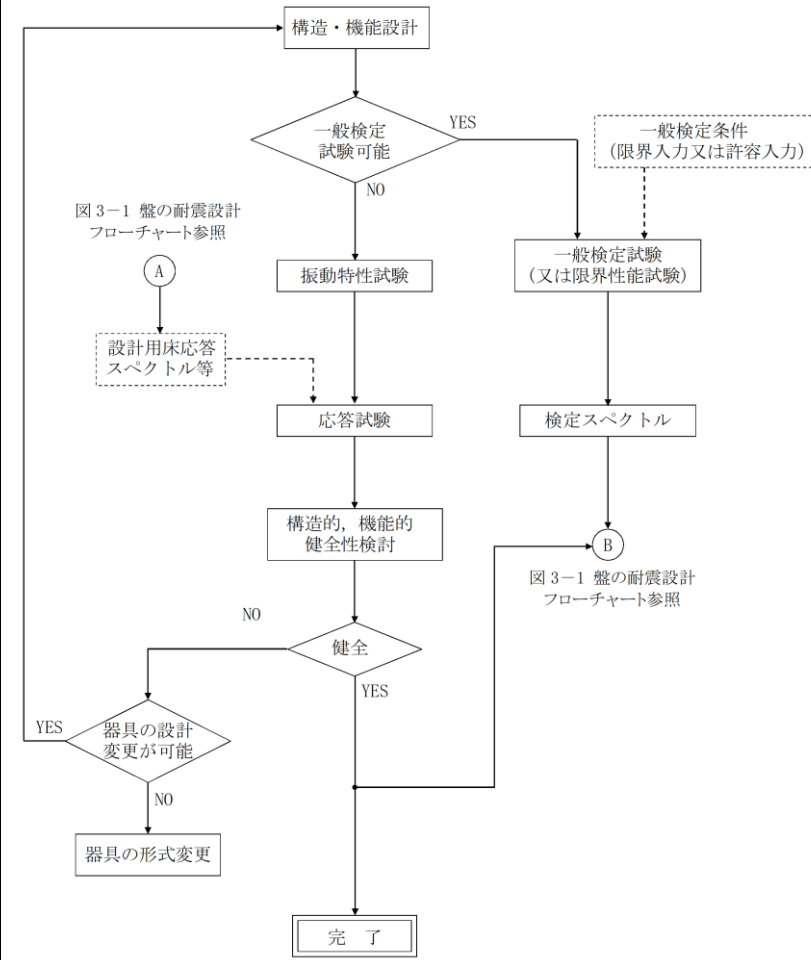 構造・機能設計
一般検定
試験可能
YES
NO
一般検定条件
(限界入力又は許容入力)
図 3－1 盤の耐震設計
フローチャート参照
A
振動特性試験
一般検定試験
(又は限界性能試験)
設計用床応答
スペクトル等
応答試験
検定スペクトル
構造的，機能的
健全性検討
B
図 3－1 盤の耐震設計
フローチャート参照
NO
健全
YES
YES
器具の設計
変更が可能
NO
器具の形式変更
完　了